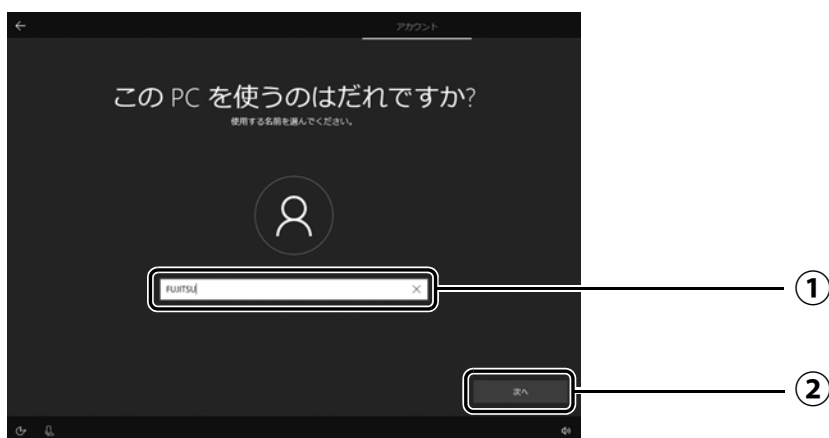 アカウント
この PC を使うのはだれですか?
使用する名前を選んでください。
FUJITSU
①
次へ
②